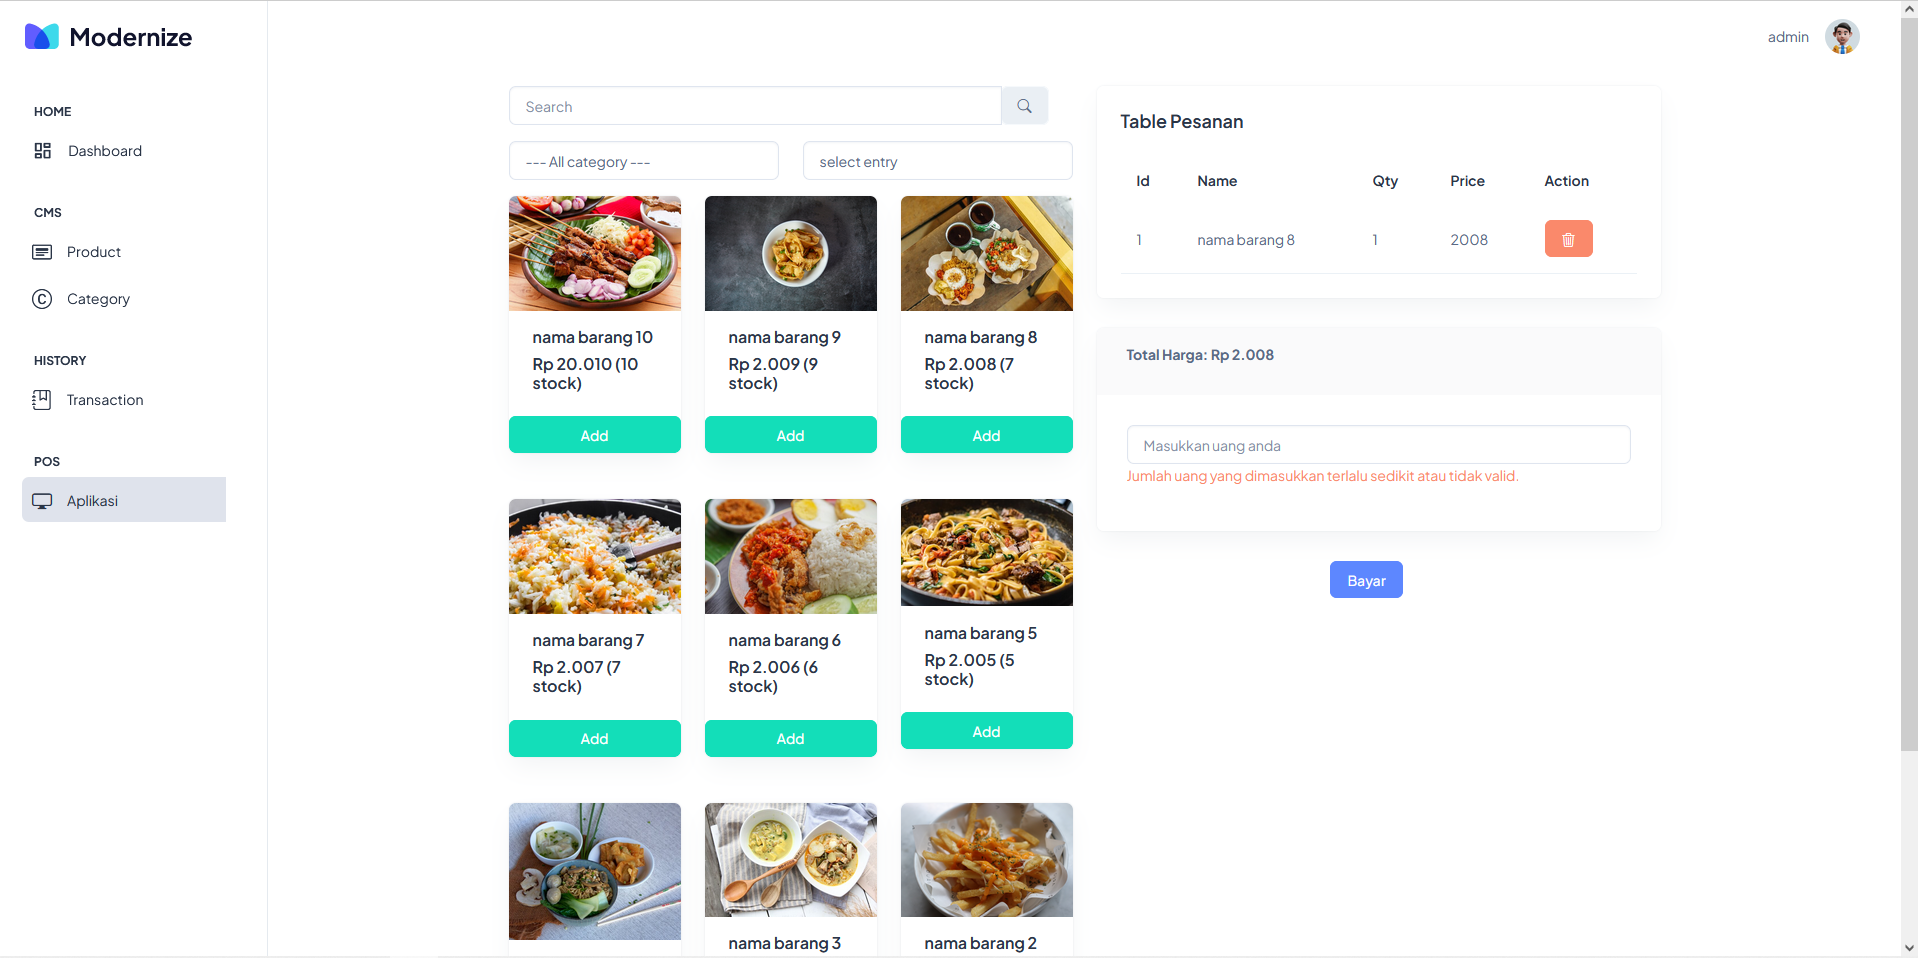 Modernize
admin
HOME
Dashboard
CMS
Product
Category
HISTORY
Transaction
POS
Aplikasi
Search
--- All category ---
select entry
nama barang 10
Rp 20.010 (10
stock)
Add
nama barang 9
Rp 2.009 (9
stock)
Add
nama barang 8
Rp 2.008 (7
stock)
Add
nama barang 7
Rp 2.007 (7
stock)
Add
nama barang 6
Rp 2.006 (6
stock)
Add
nama barang 5
Rp 2.005 (5
stock)
Add
nama barang 3
nama barang 2
Table Pesanan
Id Name Qty Price Action
1 nama barang 8 1 2008
Total Harga: Rp 2.008
Masukkan uang anda
Jumlah uang yang dimasukkan terlalu sedikit atau tidak valid.
Bayar